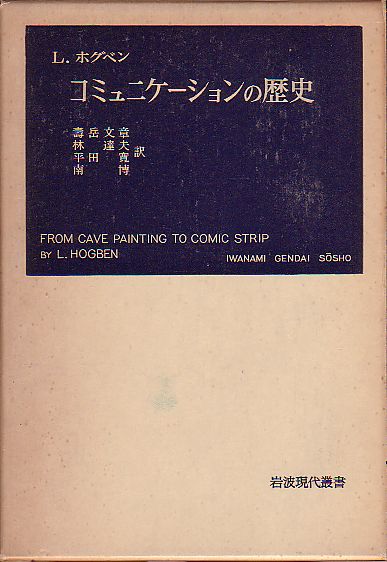 L. ホグベン
コミュニケーションの歴史
壽岳文章
林達夫
平田寬
南博
訳
FROM CAVE PAINTING TO COMIC STRIP
BY L. HOGBEN
IWANAMI GENDAI SŌSHO
岩波現代叢書